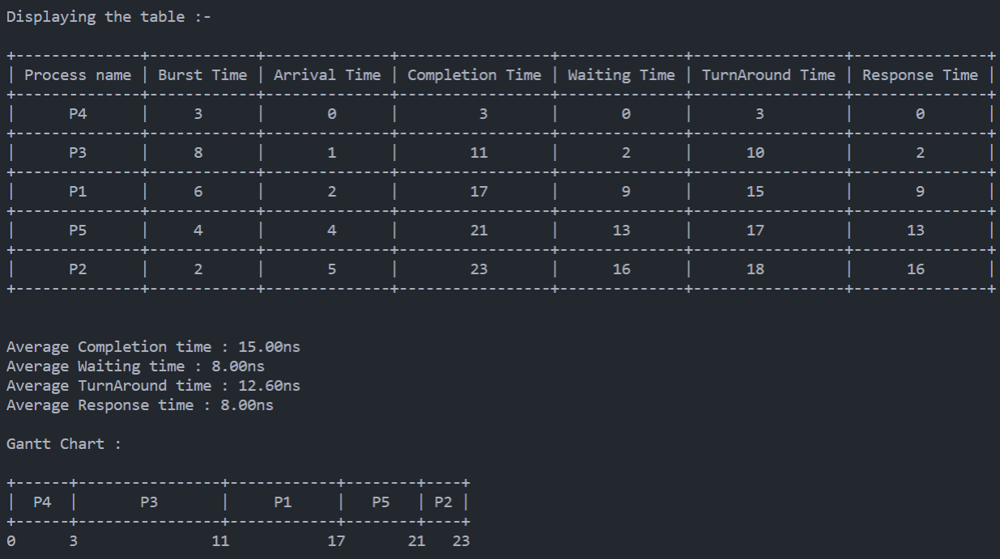 Displaying the table :-
+--------------+------------+--------------+-----------------+--------------+-----------------+---------------+
| Process name | Burst Time | Arrival Time | Completion Time | Waiting Time | TurnAround Time | Response Time |
+--------------+------------+--------------+-----------------+--------------+-----------------+---------------+
|      P4      |     3      |       0      |         3       |       0      |       3         |       0       |
+--------------+------------+--------------+-----------------+--------------+-----------------+---------------+
|      P3      |     8      |       1      |        11       |       2      |      10         |       2       |
+--------------+------------+--------------+-----------------+--------------+-----------------+---------------+
|      P1      |     6      |       2      |        17       |       9      |      15         |       9       |
+--------------+------------+--------------+-----------------+--------------+-----------------+---------------+
|      P5      |     4      |       4      |        21       |      13      |      17         |      13       |
+--------------+------------+--------------+-----------------+--------------+-----------------+---------------+
|      P2      |     2      |       5      |        23       |      16      |      18         |      16       |
+--------------+------------+--------------+-----------------+--------------+-----------------+---------------+
Average Completion time : 15.00ns
Average Waiting time : 8.00ns
Average TurnAround time : 12.60ns
Average Response time : 8.00ns
Gantt Chart :
+------+----------------+------------+--------+----+
|  P4  |       P3       |     P1     |   P5   | P2 |
+------+----------------+------------+--------+----+
0      3               11           17       21   23